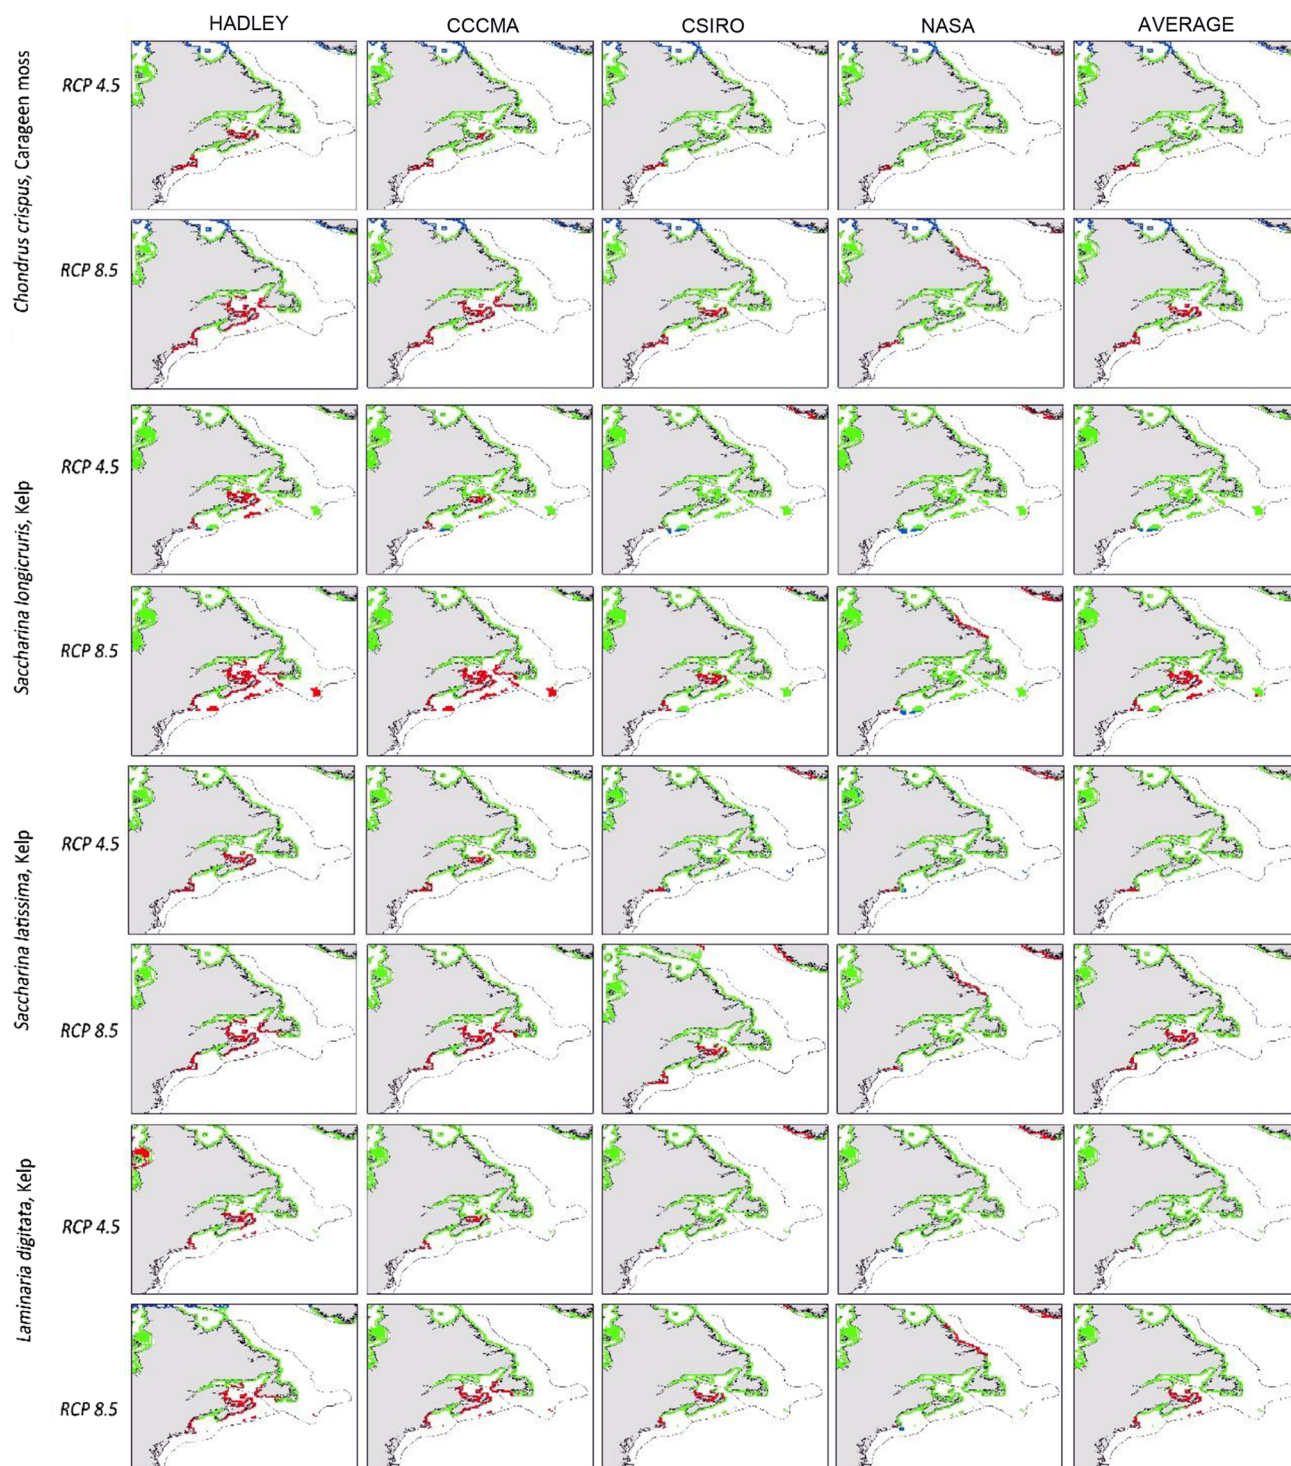 HADLEY CCCMA CSIRO NASA AVERAGE
Chondrus crispus, Carageen moss
RCP 4.5
RCP 8.5
Saccharina longicruris, Kelp
RCP 4.5
RCP 8.5
Saccharina latissima, Kelp
RCP 4.5
RCP 8.5
Laminaria digitata, Kelp
RCP 4.5
RCP 8.5